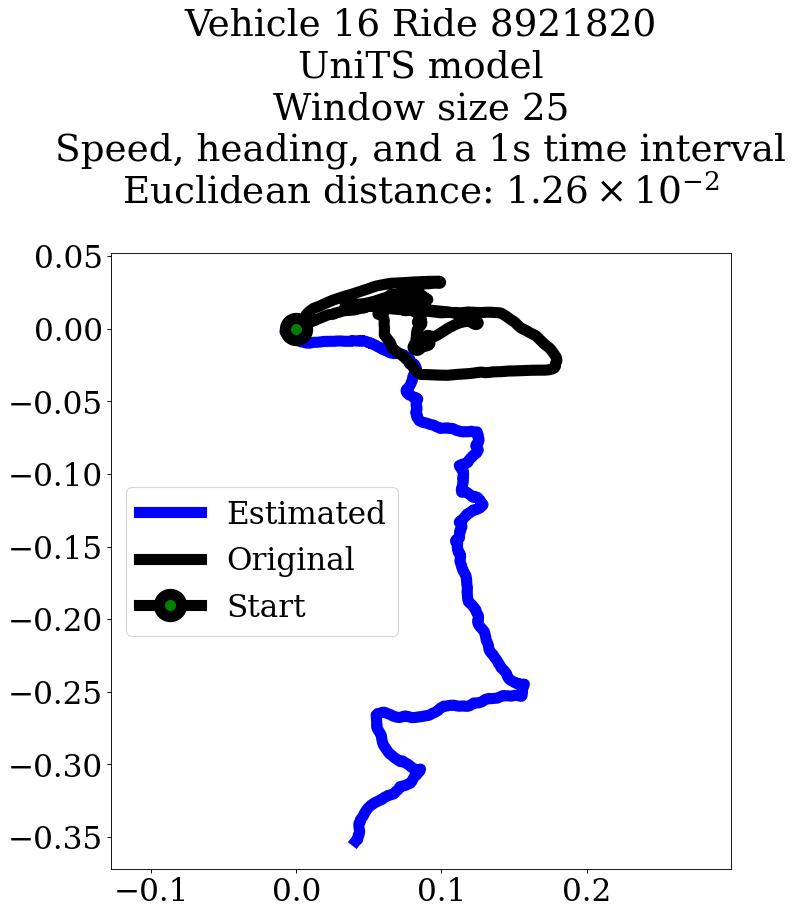 Vehicle 16 Ride 8921820
UniTS model
Window size 25
Speed, heading, and a 1s time interval
Euclidean distance: 1.26 × 10⁻²
0.05
0.00
−0.05
−0.10
−0.15
−0.20
−0.25
−0.30
−0.35
Estimated
Original
Start
−0.1
0.0
0.1
0.2